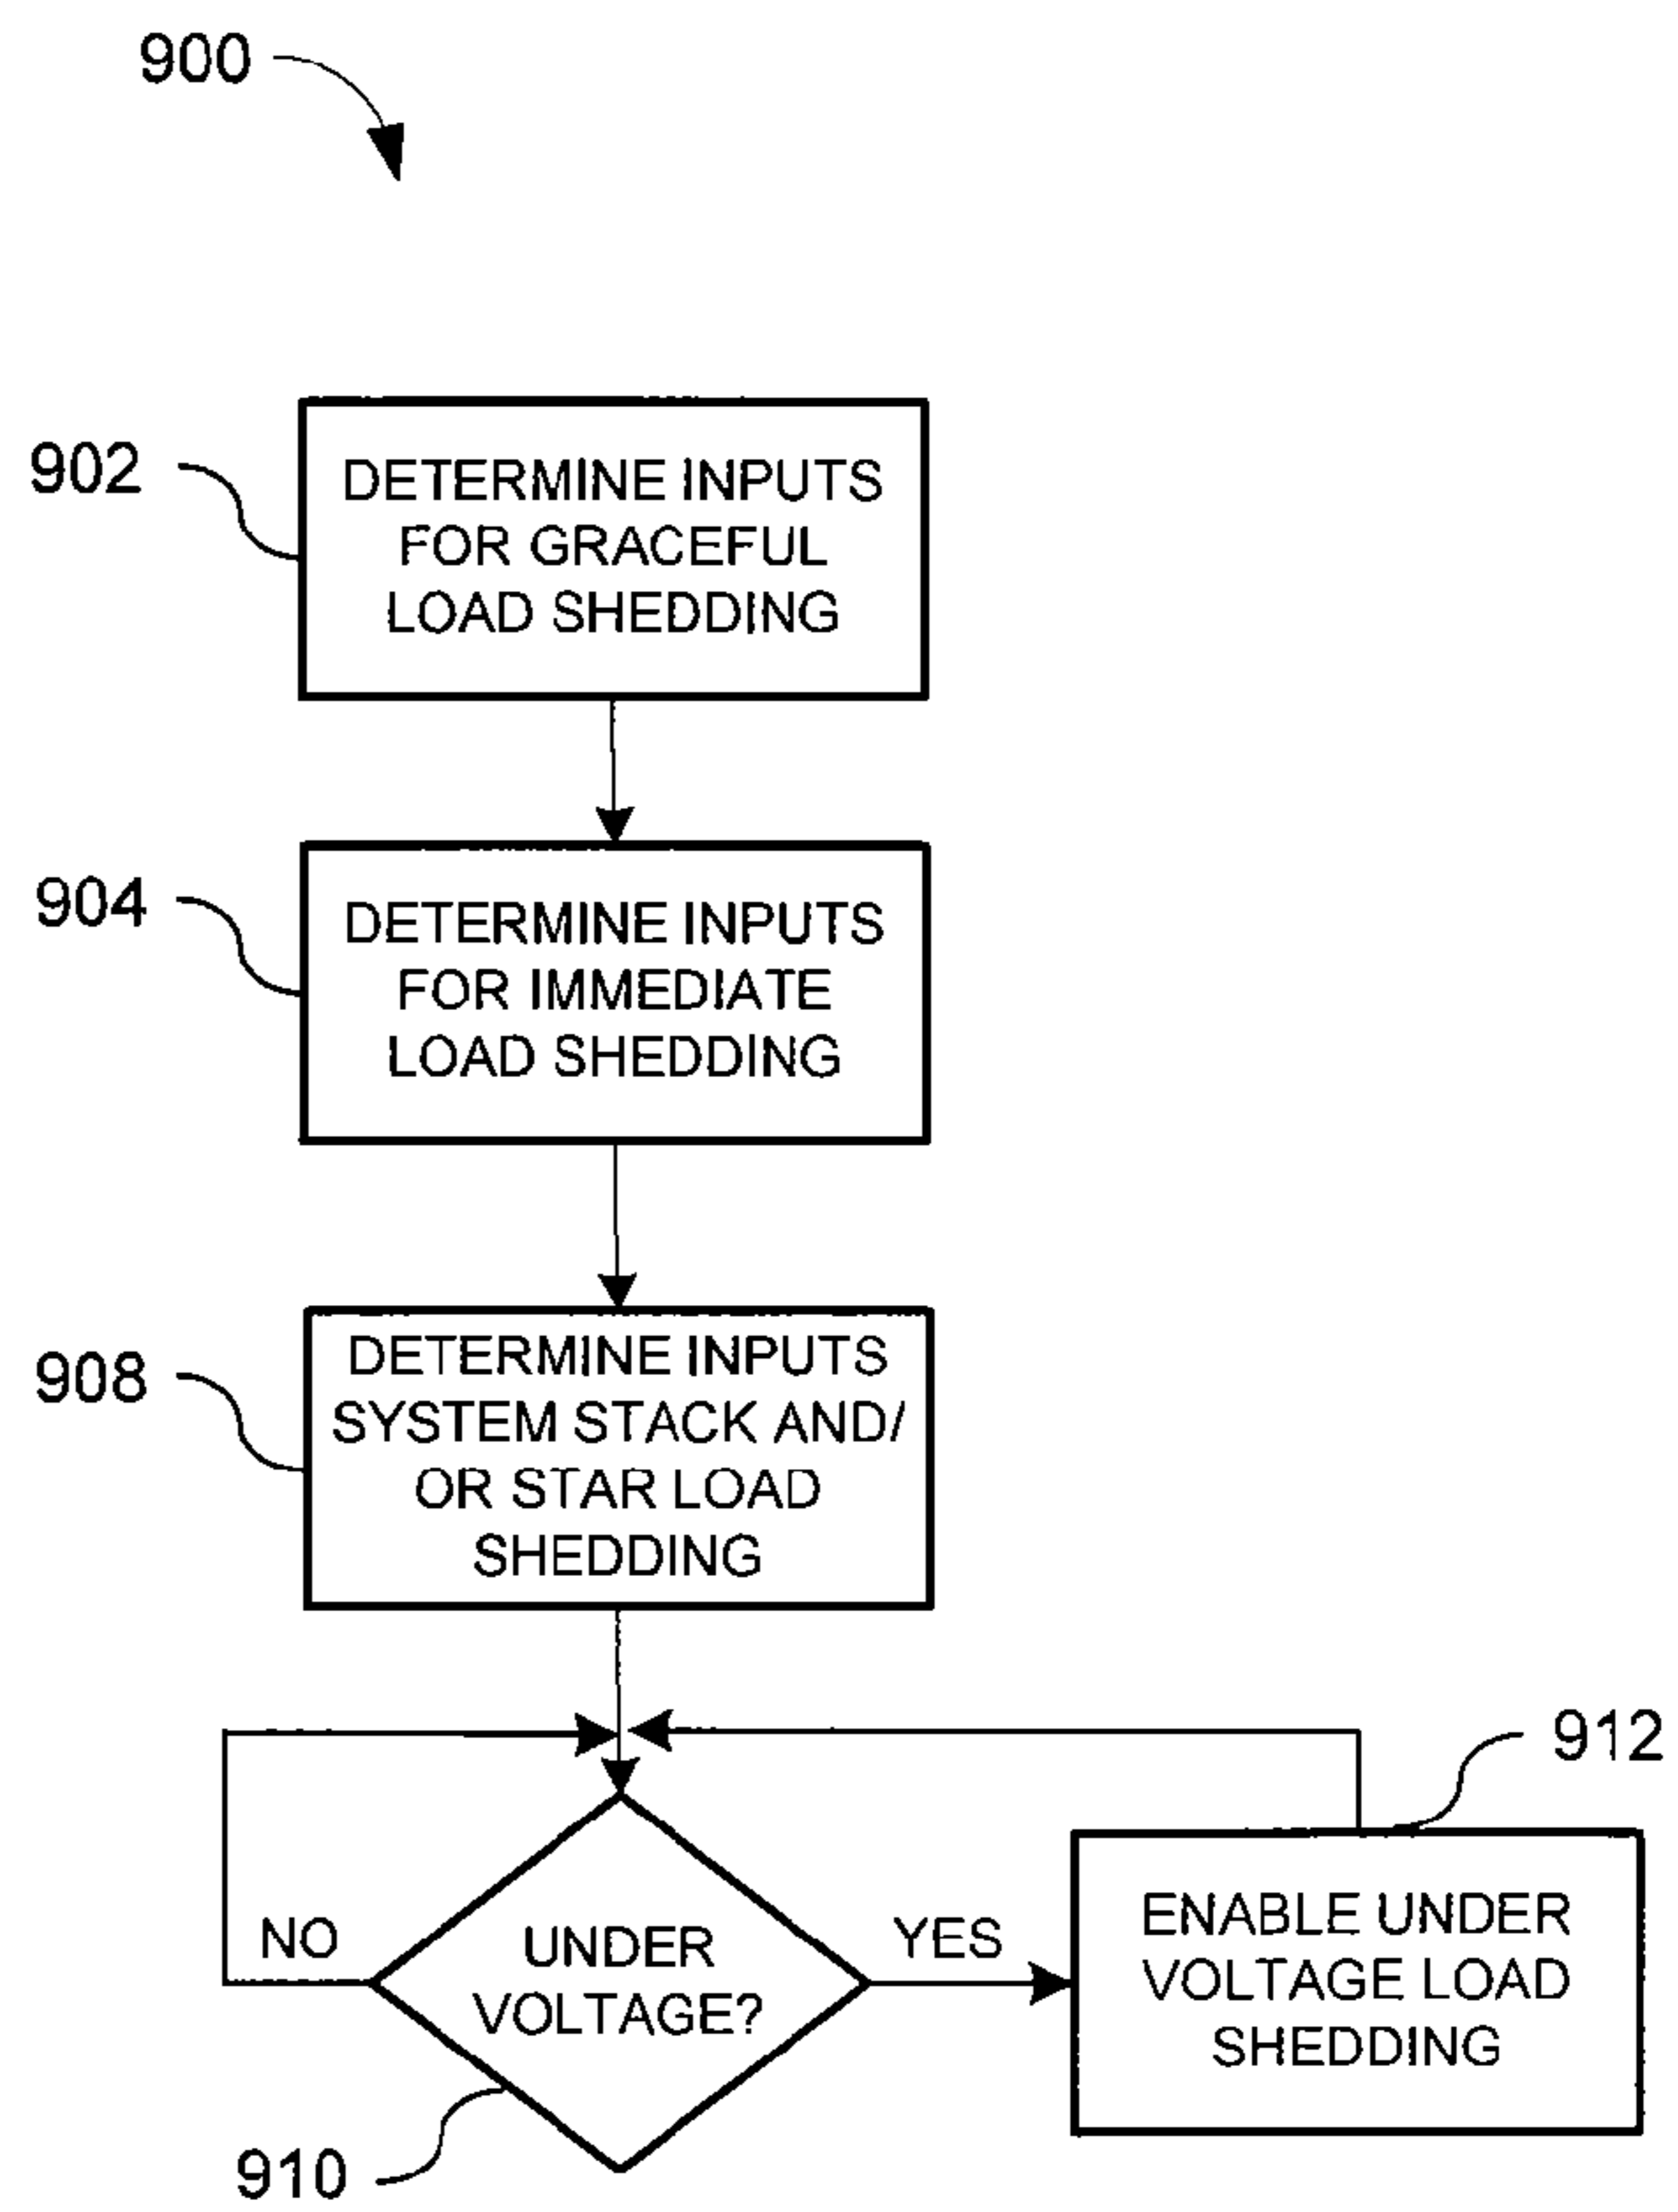 900
902
DETERMINE INPUTS
FOR GRACEFUL
LOAD SHEDDING
904
DETERMINE INPUTS
FOR IMMEDIATE
LOAD SHEDDING
908
DETERMINE INPUTS
SYSTEM STACK AND/
OR STAR LOAD
SHEDDING
912
NO
UNDER
VOLTAGE?
YES
ENABLE UNDER
VOLTAGE LOAD
SHEDDING
910